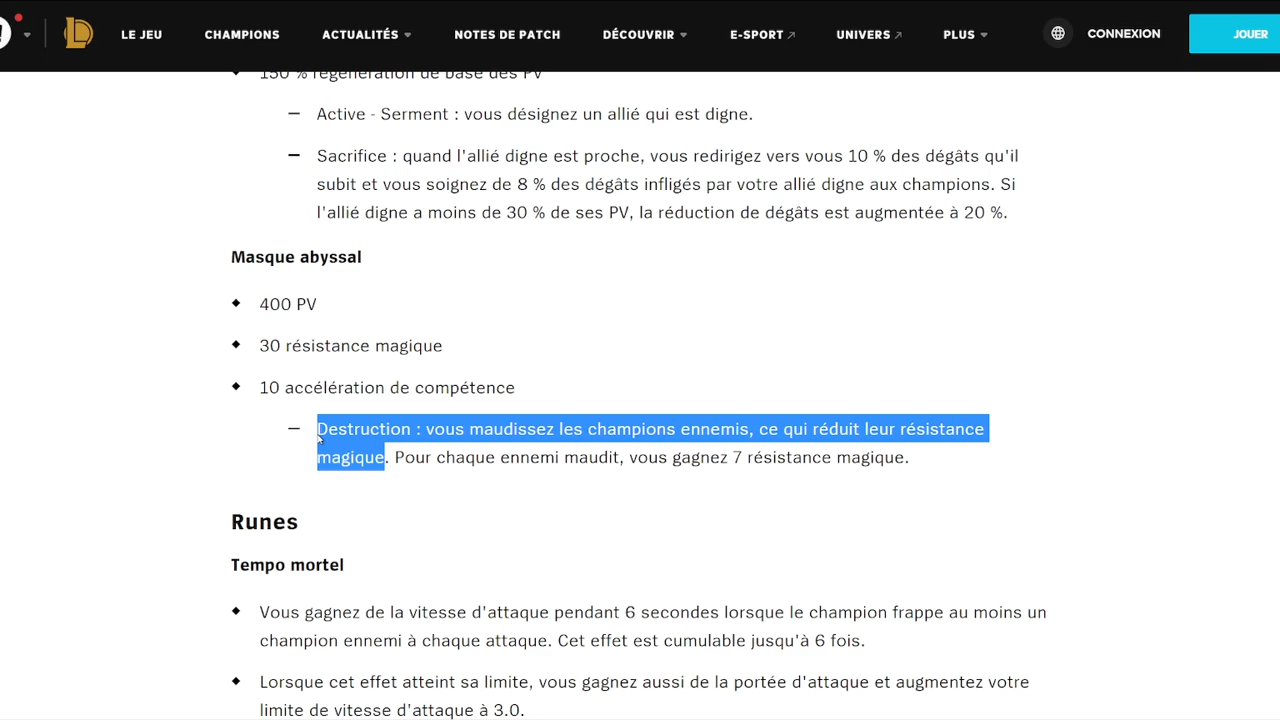 LE JEU CHAMPIONS ACTUALITÉS NOTES DE PATCH DÉCOUVRIR E-SPORT UNIVERS PLUS CONNEXION JOUER
150 % régénération de base des PV
Active - Serment : vous désignez un allié qui est digne.
Sacrifice : quand l'allié digne est proche, vous redirigez vers vous 10 % des dégâts qu'il
subit et vous soignez de 8 % des dégâts infligés par votre allié digne aux champions. Si
l'allié digne a moins de 30 % de ses PV, la réduction de dégâts est augmentée à 20 %.
Masque abyssal
400 PV
30 résistance magique
10 accélération de compétence
Destruction : vous maudissez les champions ennemis, ce qui réduit leur résistance
magique. Pour chaque ennemi maudit, vous gagnez 7 résistance magique.
Runes
Tempo mortel
Vous gagnez de la vitesse d'attaque pendant 6 secondes lorsque le champion frappe au moins un
champion ennemi à chaque attaque. Cet effet est cumulable jusqu'à 6 fois.
Lorsque cet effet atteint sa limite, vous gagnez aussi de la portée d'attaque et augmentez votre
limite de vitesse d'attaque à 3.0.